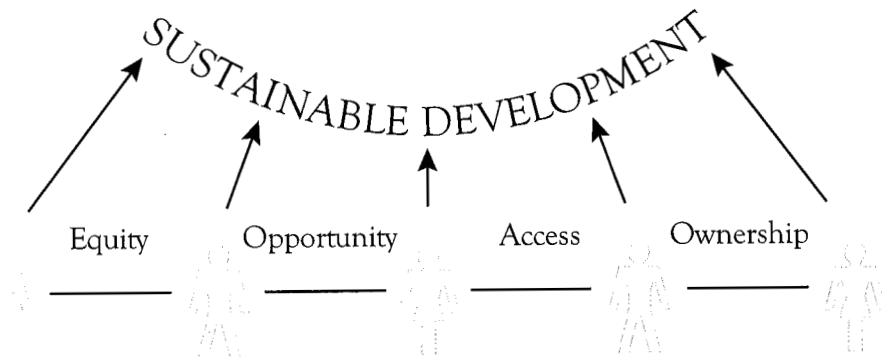 SUSTAINABLE DEVELOPMENT
Equity Opportunity Access Ownership